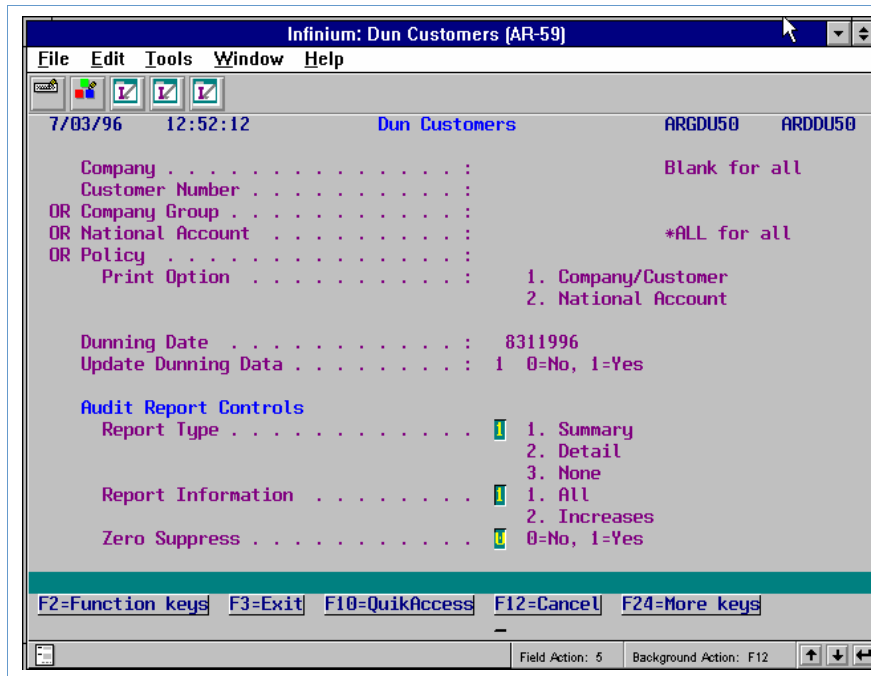 Infinium: Dun Customers (AR-59)
File Edit Tools Window Help
7/03/96 12:52:12 Dun Customers ARGDU50 ARDDU50
Company . . . . . . . . . . . . . . . : Blank for all
Customer Number . . . . . . . . . . . :
OR Company Group . . . . . . . . . . . :
OR National Account . . . . . . . . . : *ALL for all
OR Policy . . . . . . . . . . . . . . :
Print Option . . . . . . . . . . . : 1. Company/Customer
2. National Account
Dunning Date . . . . . . . . . . . . : 8311996
Update Dunning Data . . . . . . . . . : 1 0=No, 1=Yes
Audit Report Controls
Report Type . . . . . . . . . . . . 1 1. Summary
2. Detail
3. None
Report Information . . . . . . . . 1 1. All
2. Increases
Zero Suppress . . . . . . . . . . . 0 0=No, 1=Yes
F2=Function keys F3=Exit F10=QuikAccess F12=Cancel F24=More keys
Field Action: 5 Background Action: F12